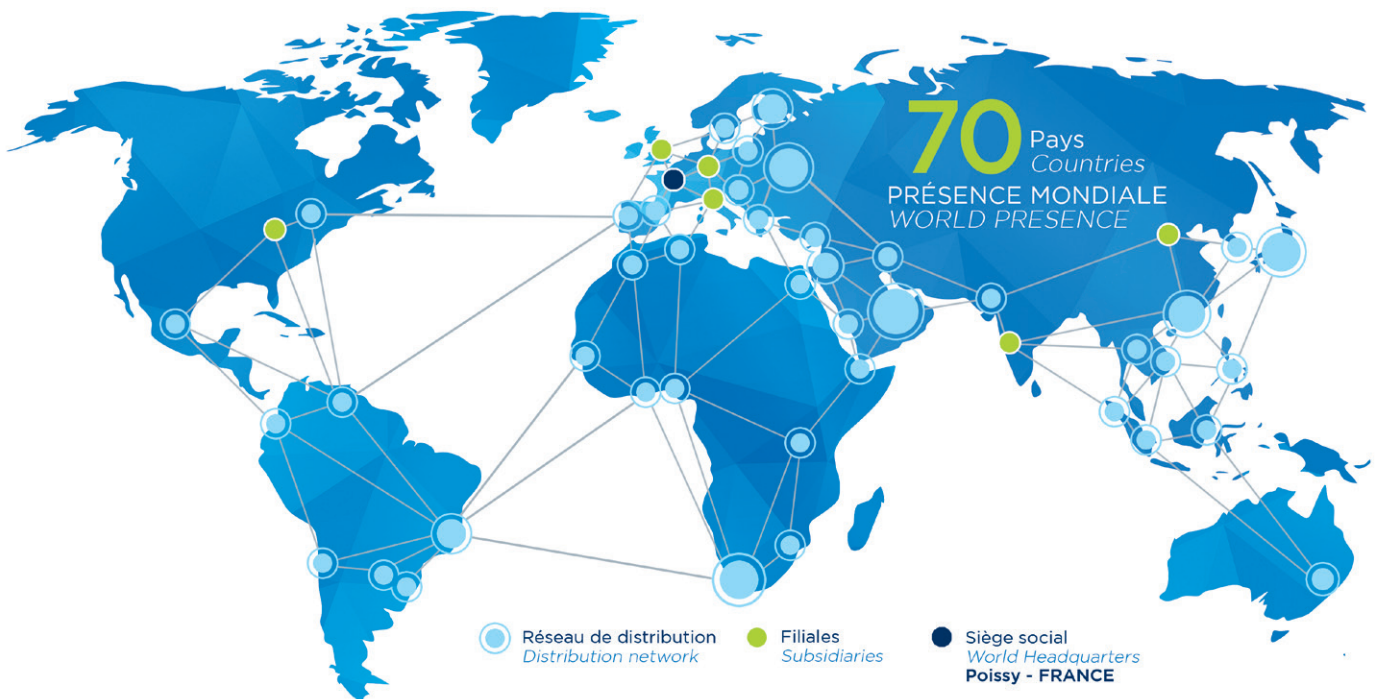 70 Pays
Countries
PRÉSENCE MONDIALE
WORLD PRESENCE
Réseau de distribution
Distribution network
Filiales
Subsidiaries
Siège social
World Headquarters
Poissy - FRANCE